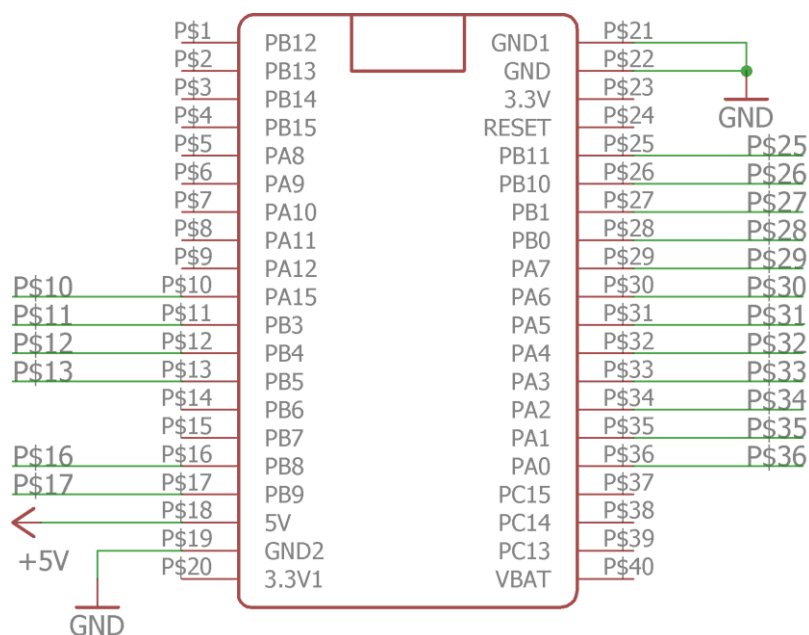 P$1 PB12 GND1 P$21
P$2 PB13 GND P$22
P$3 PB14 3.3V P$23
P$4 PB15 RESET P$24 GND
P$5 PA8 PB11 P$25 P$25
P$6 PA9 PB10 P$26 P$26
P$7 PA10 PB1 P$27 P$27
P$8 PA11 PB0 P$28 P$28
P$9 PA12 PA7 P$29 P$29
P$10 P$10 PA15 PA6 P$30 P$30
P$11 P$11 PB3 PA5 P$31 P$31
P$12 P$12 PB4 PA4 P$32 P$32
P$13 P$13 PB5 PA3 P$33 P$33
P$14 PB6 PA2 P$34 P$34
P$15 PB7 PA1 P$35 P$35
P$16 P$16 PB8 PA0 P$36 P$36
P$17 P$17 PB9 PC15 P$37
P$18 5V PC14 P$38
+5V P$19 GND2 PC13 P$39
P$20 3.3V1 VBAT P$40
GND